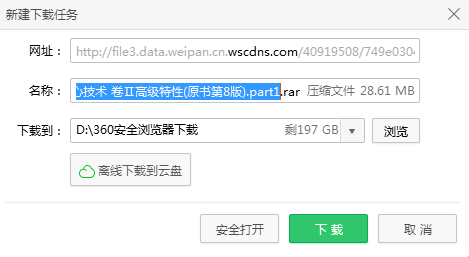 新建下载任务
网址： http://file3.data.weipan.cn.wscdns.com/40919508/749e0304
名称： 心技术 卷II高级特性(原书第8版).part1.rar 压缩文件 28.61 MB
下载到： D:\360安全浏览器下载 剩197 GB 浏览
离线下载到云盘
安全打开 下载 取消